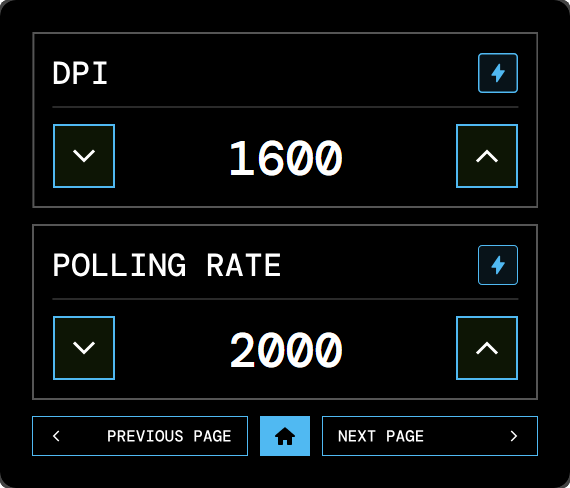 DPI
1600
POLLING RATE
2000
PREVIOUS PAGE
NEXT PAGE